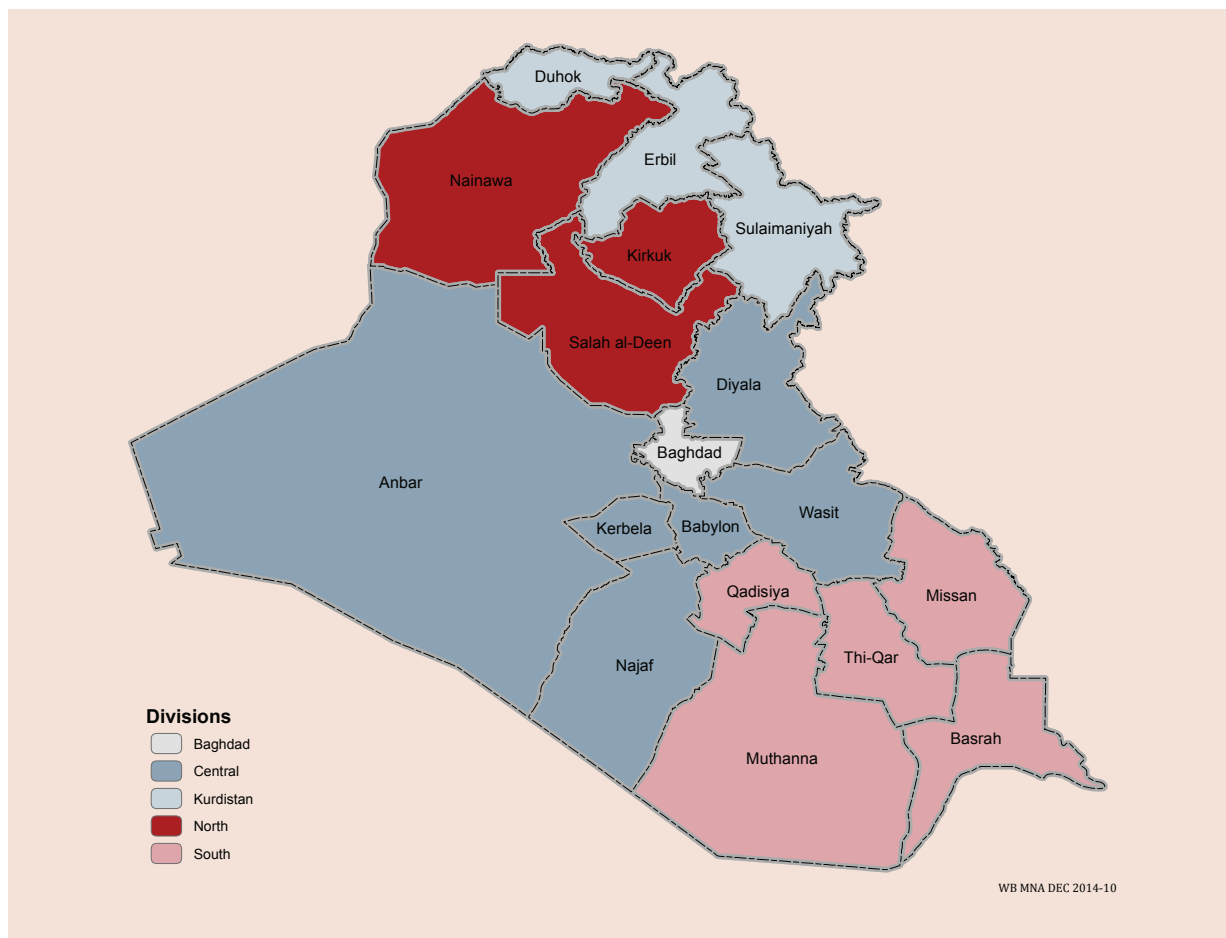 Duhok
Erbil
Nainawa
Sulaimaniyah
Kirkuk
Salah al-Deen
Diyala
Baghdad
Anbar
Wasit
Kerbela
Babylon
Qadisiya
Missan
Thi-Qar
Najaf
Basrah
Muthanna
Divisions
Baghdad
Central
Kurdistan
North
South
WB MNA DEC 2014-10